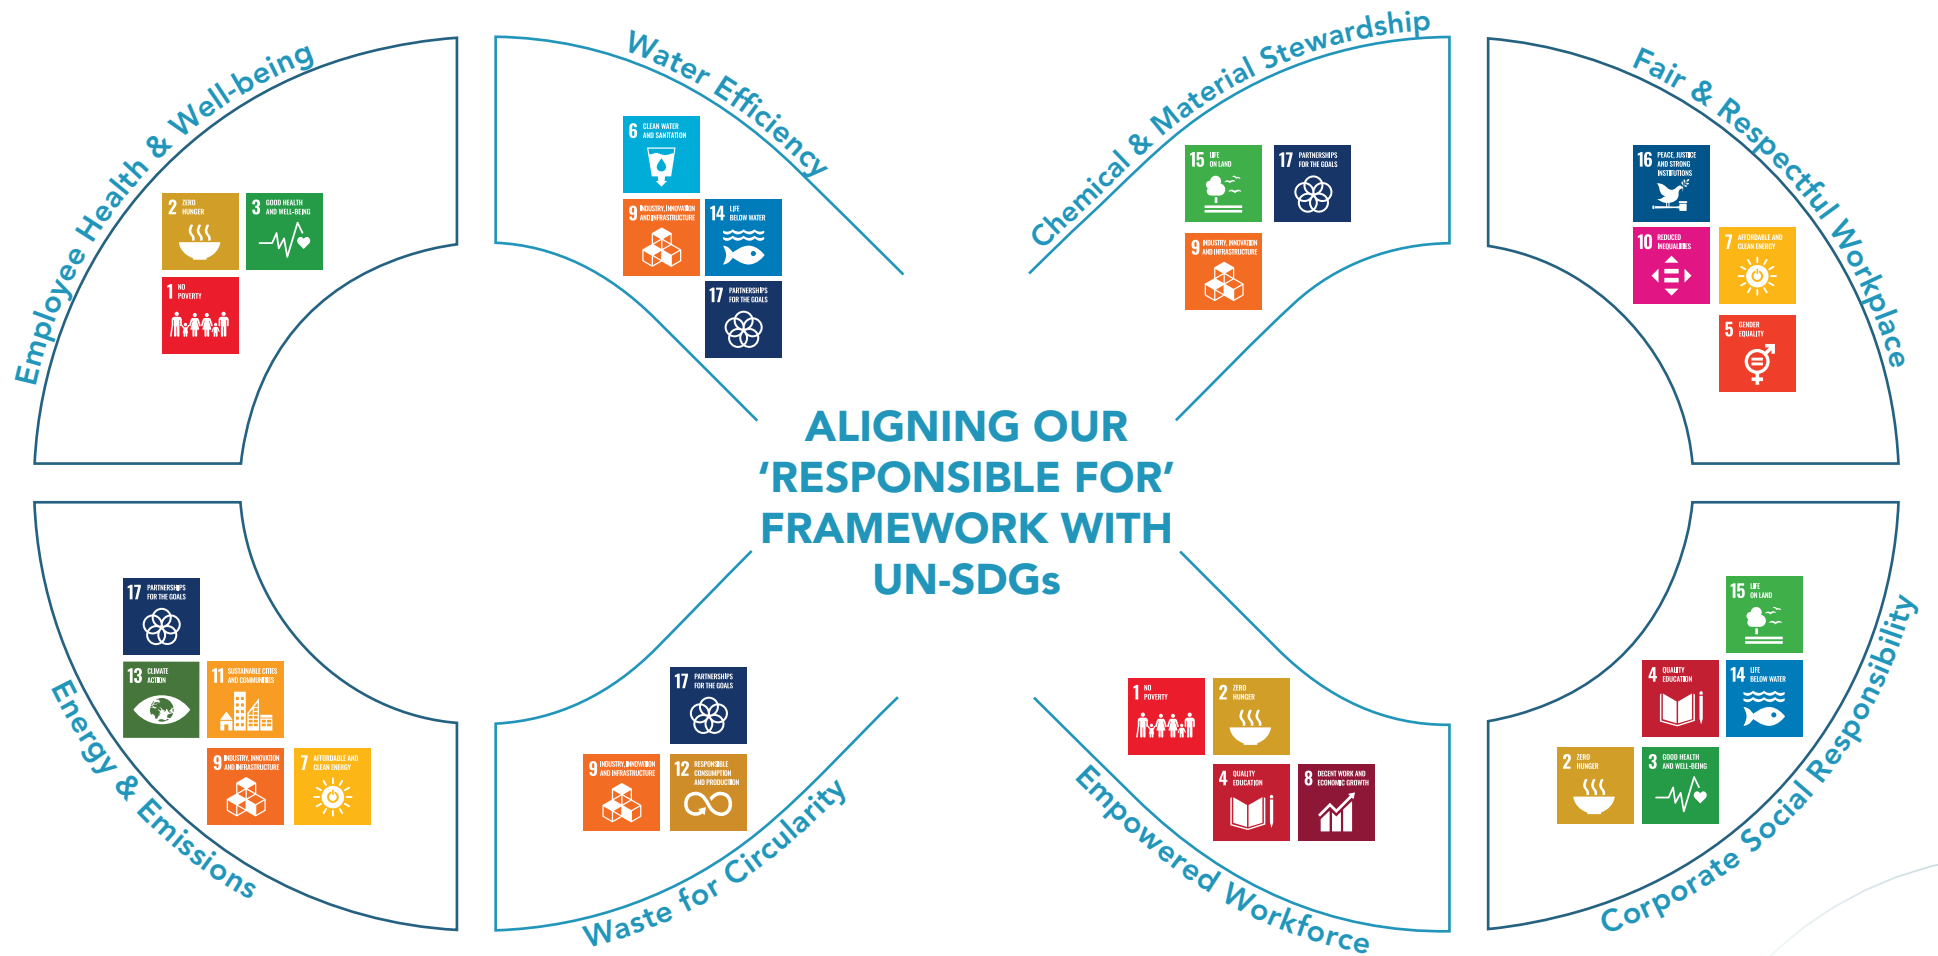 Employee Health & Well-being
2 ZERO
HUNGER
3 GOOD HEALTH
AND WELL-BEING
1 NO
POVERTY
Water Efficiency
6 CLEAN WATER
AND SANITATION
9 INDUSTRY, INNOVATION
AND INFRASTRUCTURE
14 LIFE
BELOW WATER
17 PARTNERSHIPS
FOR THE GOALS
Chemical & Material Stewardship
15 LIFE
ON LAND
17 PARTNERSHIPS
FOR THE GOALS
9 INDUSTRY, INNOVATION
AND INFRASTRUCTURE
Fair & Respectful Workplace
16 PEACE, JUSTICE
AND STRONG
INSTITUTIONS
10 REDUCED
INEQUALITIES
7 AFFORDABLE AND
CLEAN ENERGY
5 GENDER
EQUALITY
ALIGNING OUR
‘RESPONSIBLE FOR’
FRAMEWORK WITH
UN-SDGs
Energy & Emissions
17 PARTNERSHIPS
FOR THE GOALS
13 CLIMATE
ACTION
11 SUSTAINABLE CITIES
AND COMMUNITIES
9 INDUSTRY, INNOVATION
AND INFRASTRUCTURE
7 AFFORDABLE AND
CLEAN ENERGY
Waste for Circularity
17 PARTNERSHIPS
FOR THE GOALS
9 INDUSTRY, INNOVATION
AND INFRASTRUCTURE
12 RESPONSIBLE
CONSUMPTION
AND PRODUCTION
Empowered Workforce
1 NO
POVERTY
2 ZERO
HUNGER
4 QUALITY
EDUCATION
8 DECENT WORK AND
ECONOMIC GROWTH
Corporate Social Responsibility
15 LIFE
ON LAND
4 QUALITY
EDUCATION
14 LIFE
BELOW WATER
2 ZERO
HUNGER
3 GOOD HEALTH
AND WELL-BEING